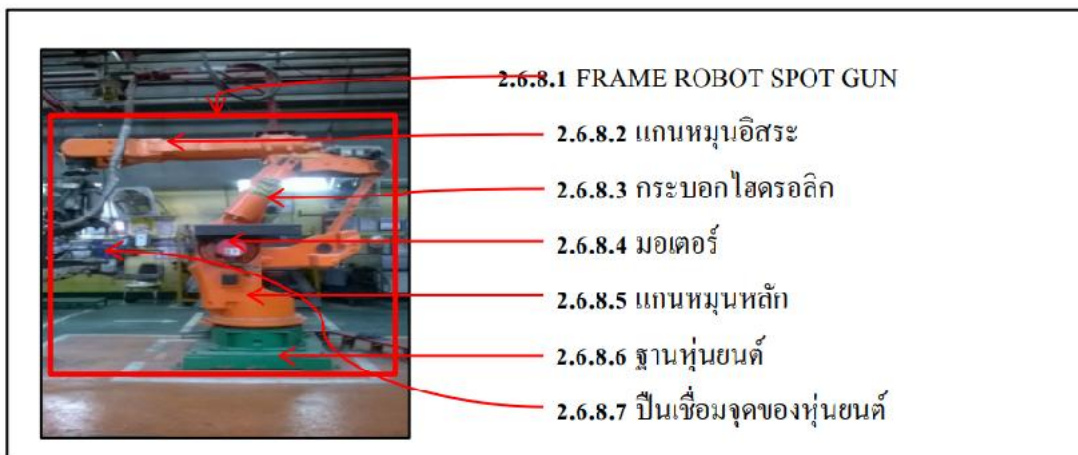 2.6.8.1 FRAME ROBOT SPOT GUN
2.6.8.2 แกนหมุนอิสระ
2.6.8.3 กระบอกไฮดรอลิก
2.6.8.4 มอเตอร์
2.6.8.5 แกนหมุนหลัก
2.6.8.6 ฐานหุ่นยนต์
2.6.8.7 ปืนเชื่อมจุดของหุ่นยนต์